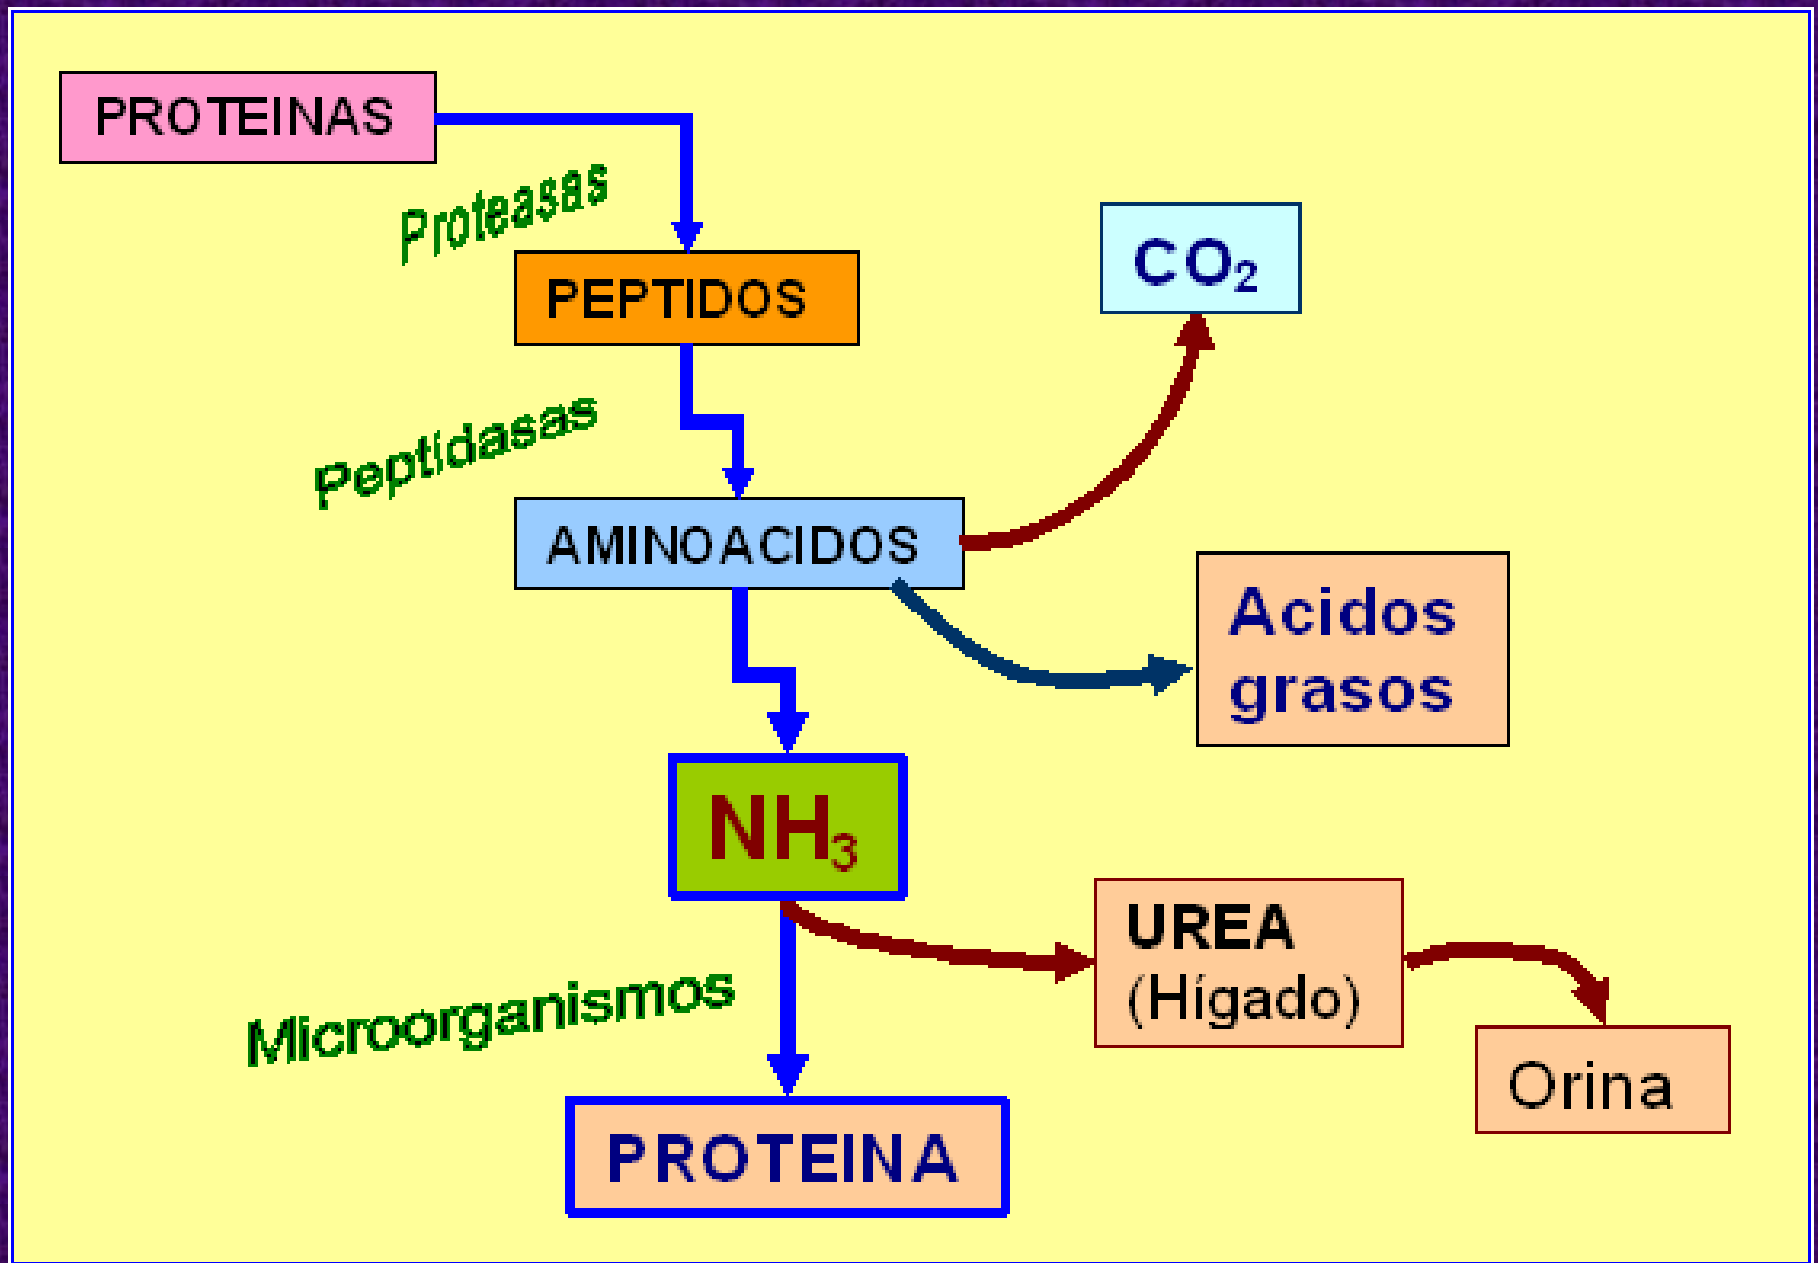 PROTEINAS
Proteasas
PEPTIDOS
CO₂
Peptidasas
AMINOACIDOS
Acidos
grasos
NH₃
UREA
(Hígado)
Microorganismos
Orina
PROTEINA